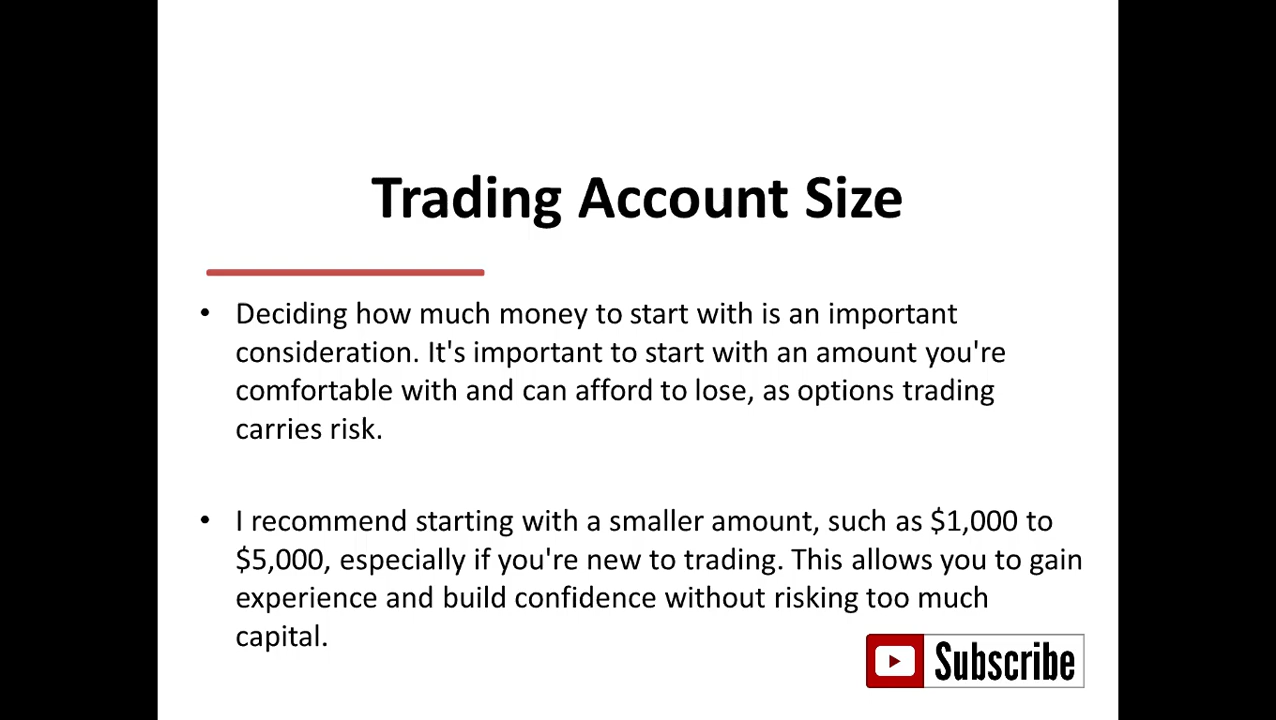 Trading Account Size
• Deciding how much money to start with is an important
consideration. It's important to start with an amount you're
comfortable with and can afford to lose, as options trading
carries risk.
• I recommend starting with a smaller amount, such as $1,000 to
$5,000, especially if you're new to trading. This allows you to gain
experience and build confidence without risking too much
capital.
Subscribe